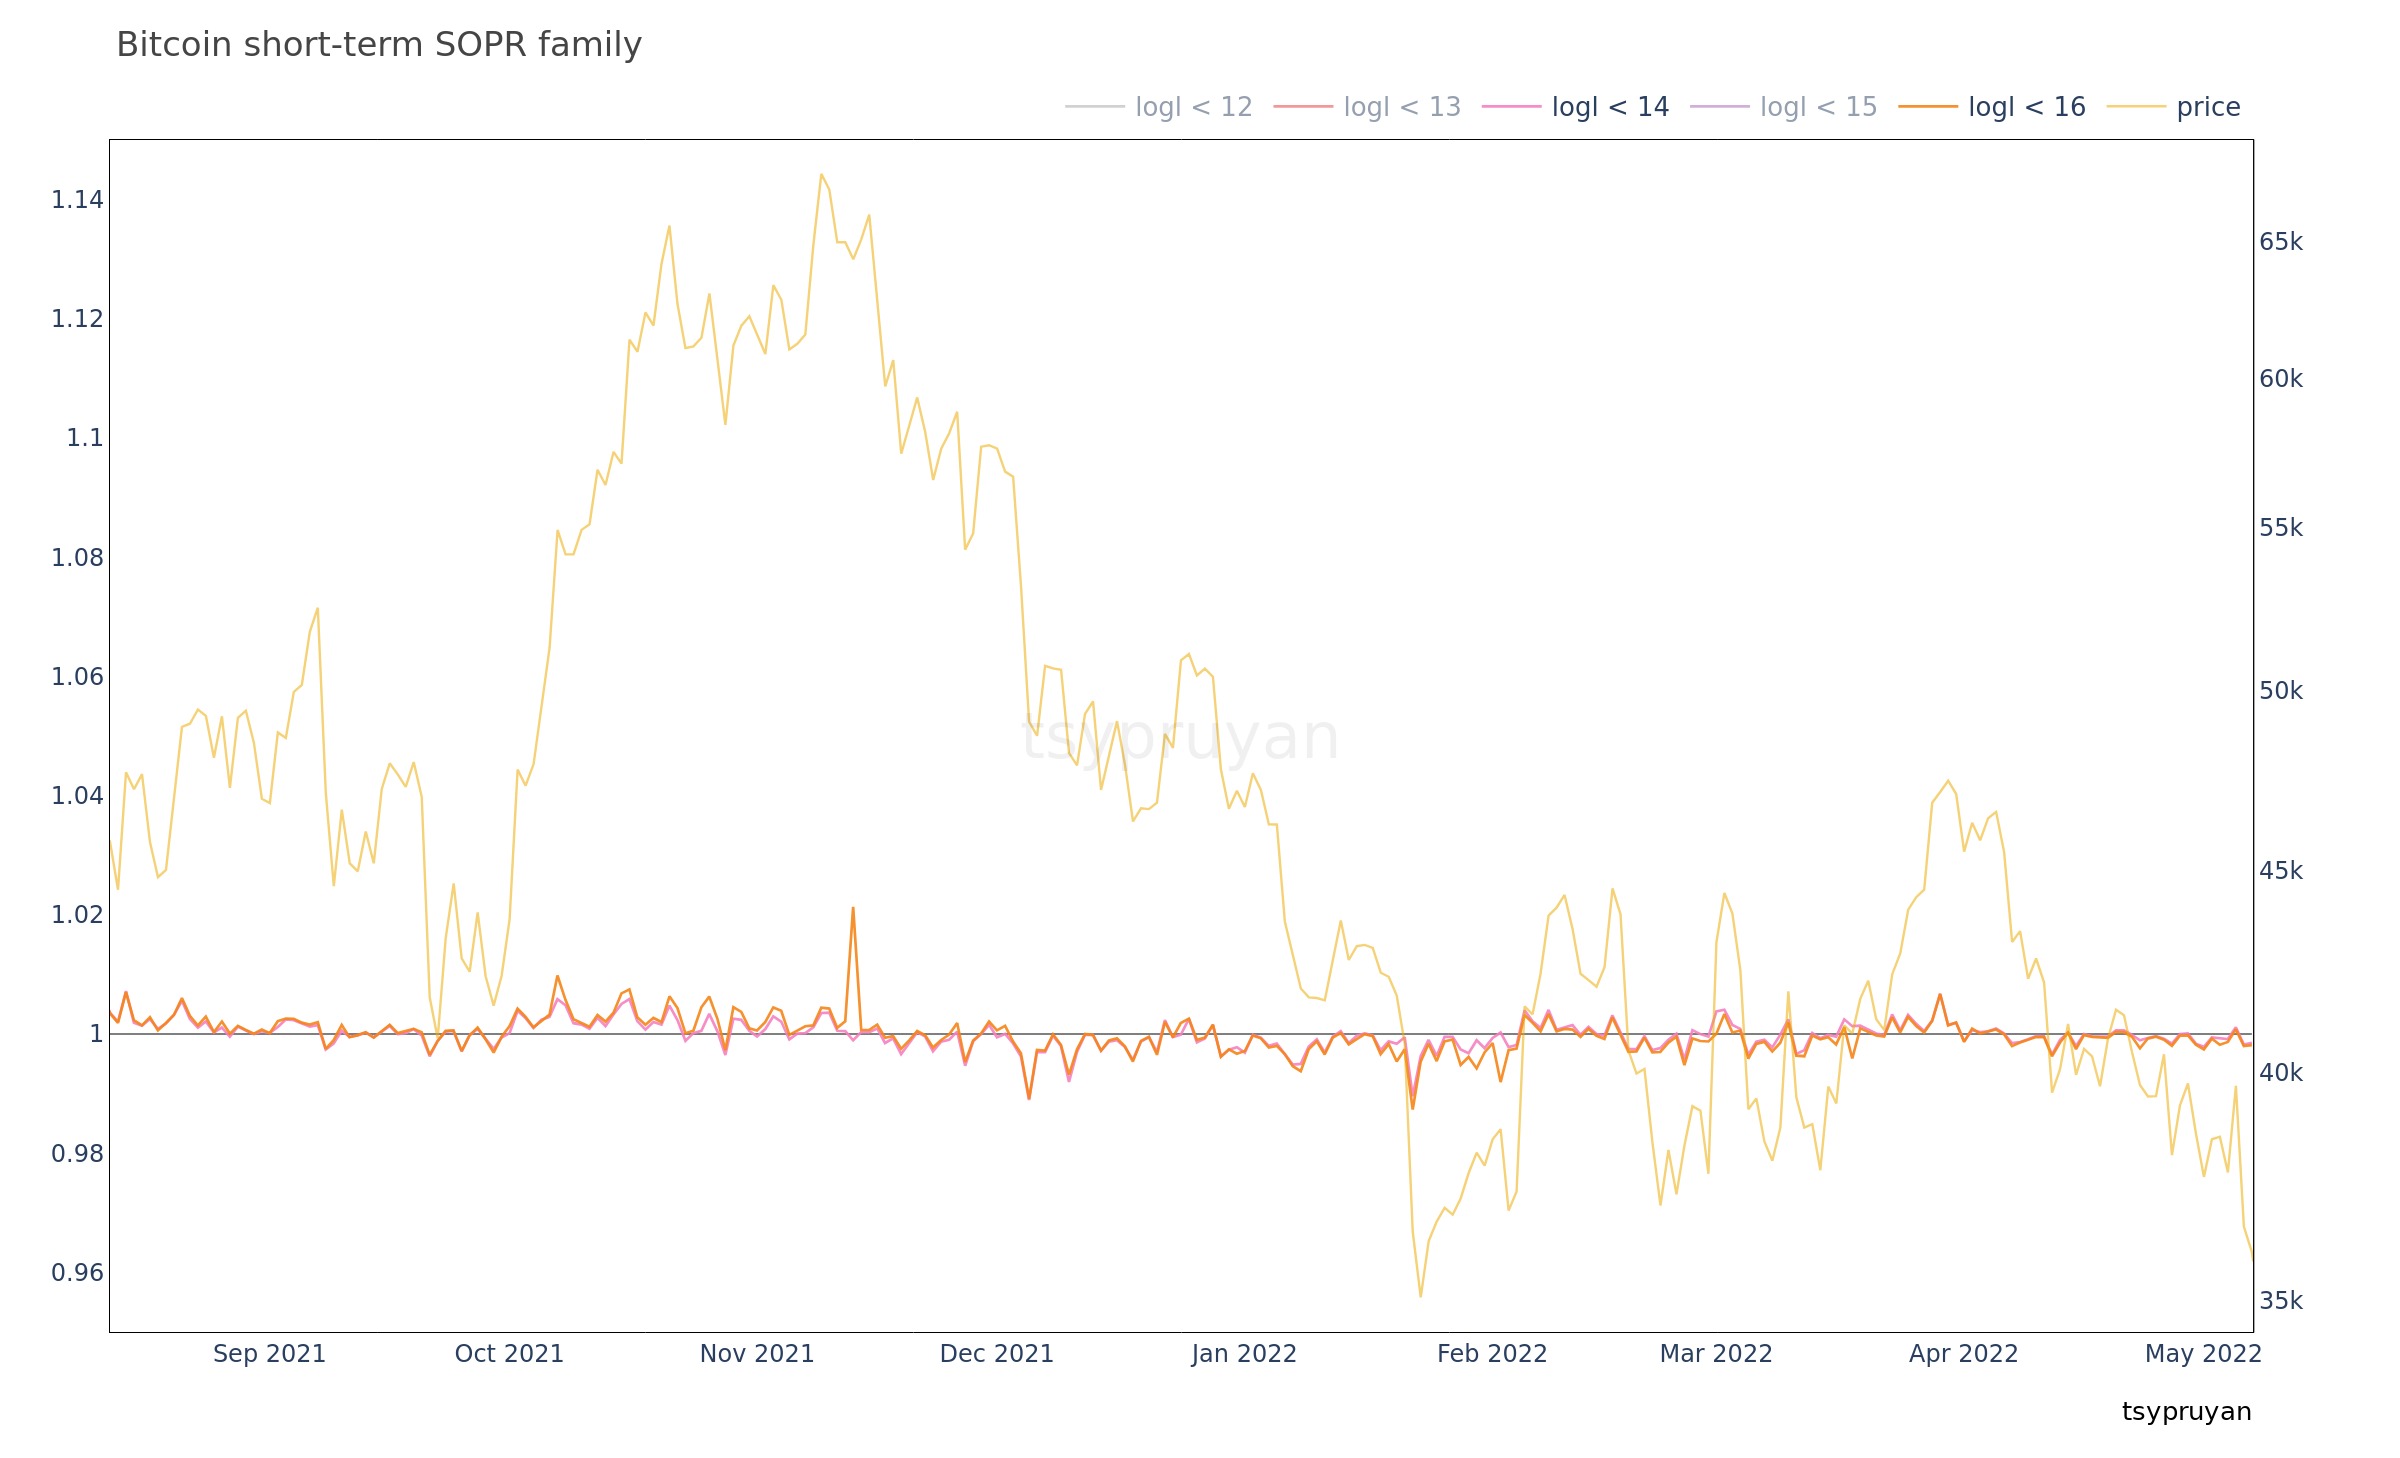 Bitcoin short-term SOPR family
logl < 12 logl < 13 logl < 14 logl < 15 logl < 16 price
1.14
1.12
1.1
1.08
1.06
1.04
1.02
1
0.98
0.96
65k
60k
55k
50k
45k
40k
35k
tsypruyan
Sep 2021 Oct 2021 Nov 2021 Dec 2021 Jan 2022 Feb 2022 Mar 2022 Apr 2022 May 2022
tsypruyan